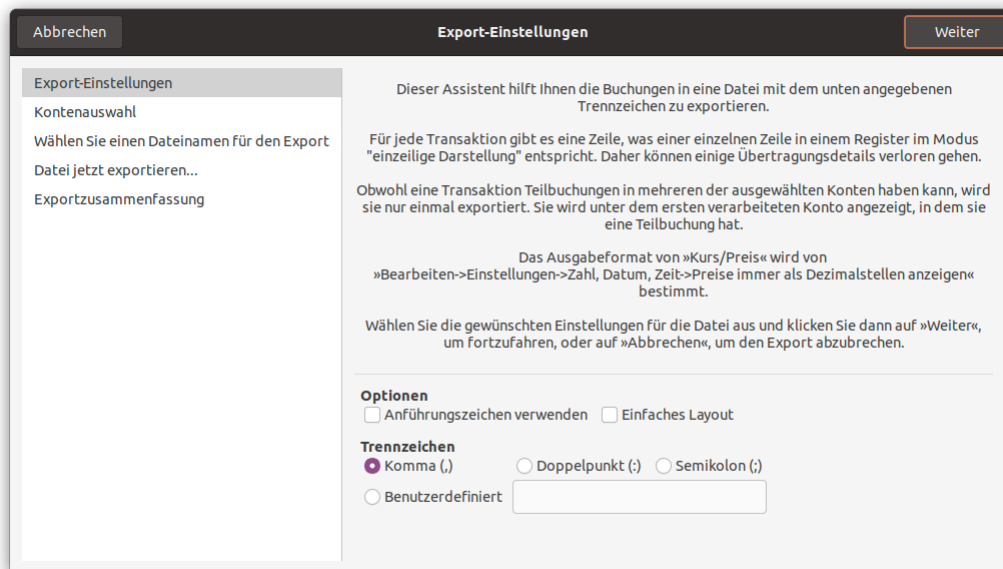 Abbrechen
Export-Einstellungen
Weiter
Export-Einstellungen
Kontenauswahl
Wählen Sie einen Dateinamen für den Export
Datei jetzt exportieren...
Exportzusammenfassung
Dieser Assistent hilft Ihnen die Buchungen in eine Datei mit dem unten angegebenen
Trennzeichen zu exportieren.
Für jede Transaktion gibt es eine Zeile, was einer einzelnen Zeile in einem Register im Modus
"einzeilige Darstellung" entspricht. Daher können einige Übertragungsdetails verloren gehen.
Obwohl eine Transaktion Teilbuchungen in mehreren der ausgewählten Konten haben kann, wird
sie nur einmal exportiert. Sie wird unter dem ersten verarbeiteten Konto angezeigt, in dem sie
eine Teilbuchung hat.
Das Ausgabeformat von »Kurs/Preis« wird von
»Bearbeiten->Einstellungen->Zahl, Datum, Zeit->Preise immer als Dezimalstellen anzeigen«
bestimmt.
Wählen Sie die gewünschten Einstellungen für die Datei aus und klicken Sie dann auf »Weiter«,
um fortzufahren, oder auf »Abbrechen«, um den Export abzubrechen.
Optionen
Anführungszeichen verwenden Einfaches Layout
Trennzeichen
Komma (,) Doppelpunkt (:) Semikolon (;)
Benutzerdefiniert